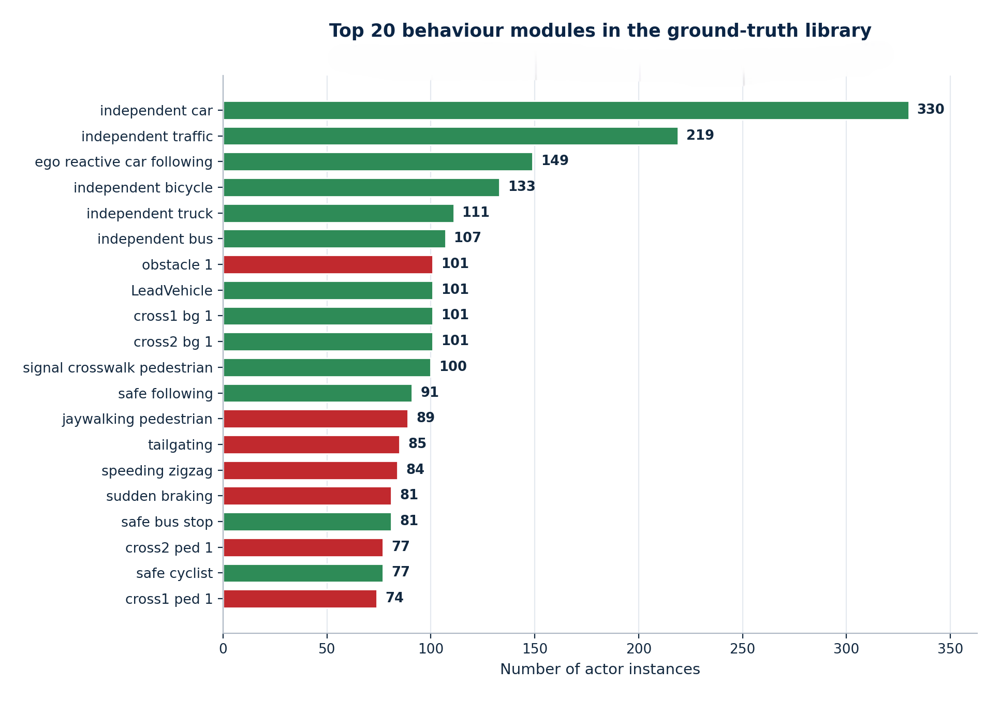 Top 20 behaviour modules in the ground-truth library
independent car 330
independent traffic 219
ego reactive car following 149
independent bicycle 133
independent truck 111
independent bus 107
obstacle 1 101
LeadVehicle 101
cross1 bg 1 101
cross2 bg 1 101
signal crosswalk pedestrian 100
safe following 91
jaywalking pedestrian 89
tailgating 85
speeding zigzag 84
sudden braking 81
safe bus stop 81
cross2 ped 1 77
safe cyclist 77
cross1 ped 1 74
0 50 100 150 200 250 300 350
Number of actor instances